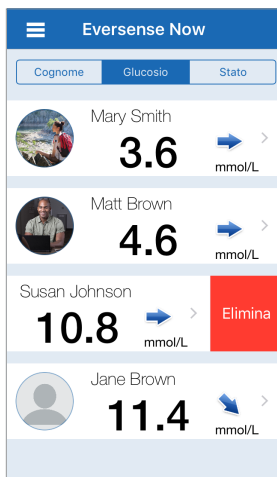 Eversense Now
Cognome Glucosio Stato
Mary Smith
3.6
mmol/L
Matt Brown
4.6
mmol/L
Susan Johnson
10.8
mmol/L
Elimina
Jane Brown
11.4
mmol/L